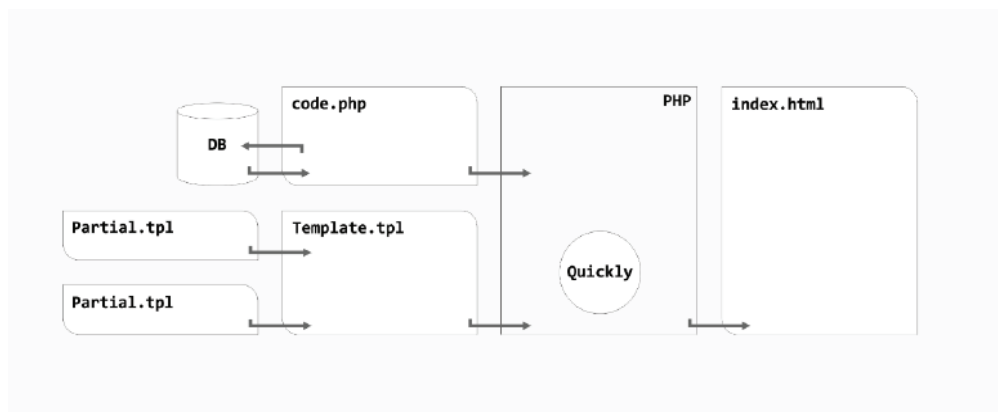 code.php
PHP
index.html
DB
Partial.tpl
Template.tpl
Quickly
Partial.tpl